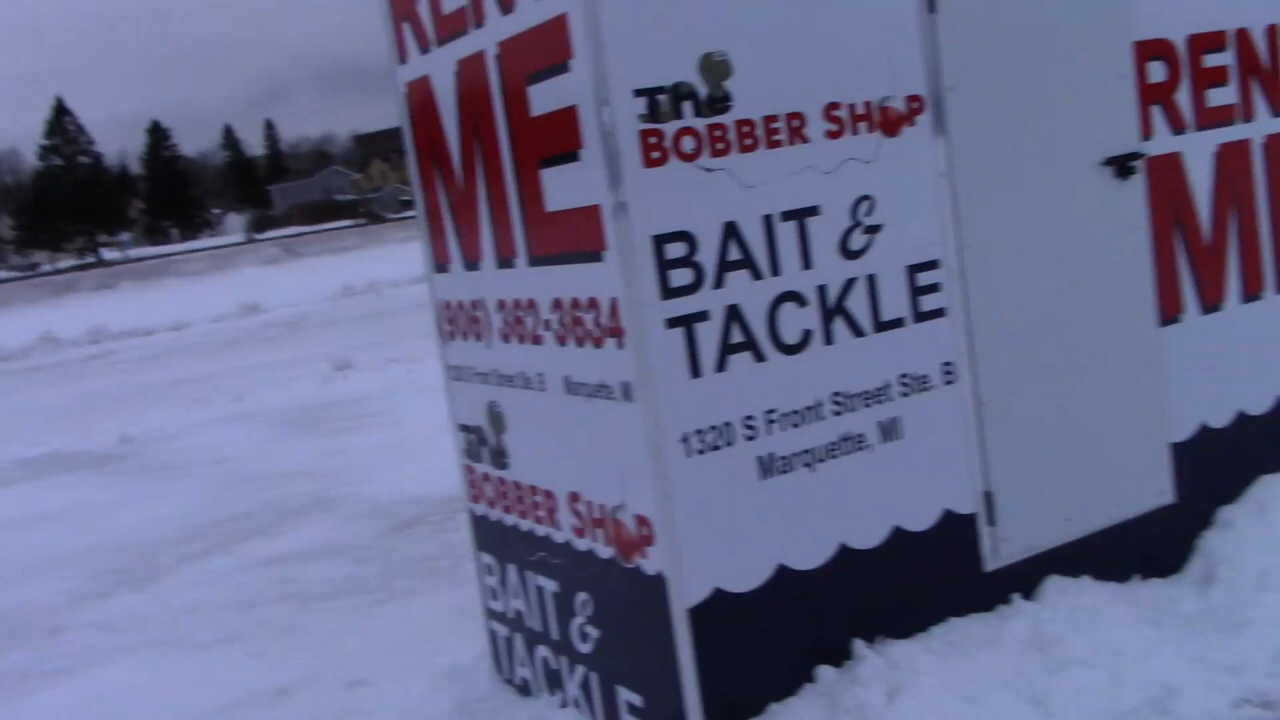 ME
(906) 362-3634
Marquette, MI
The
BOBBER SHOP
BAIT &
TACKLE
The
BOBBER SHOP
BAIT &
TACKLE
1320 S Front Street Ste. B
Marquette, MI